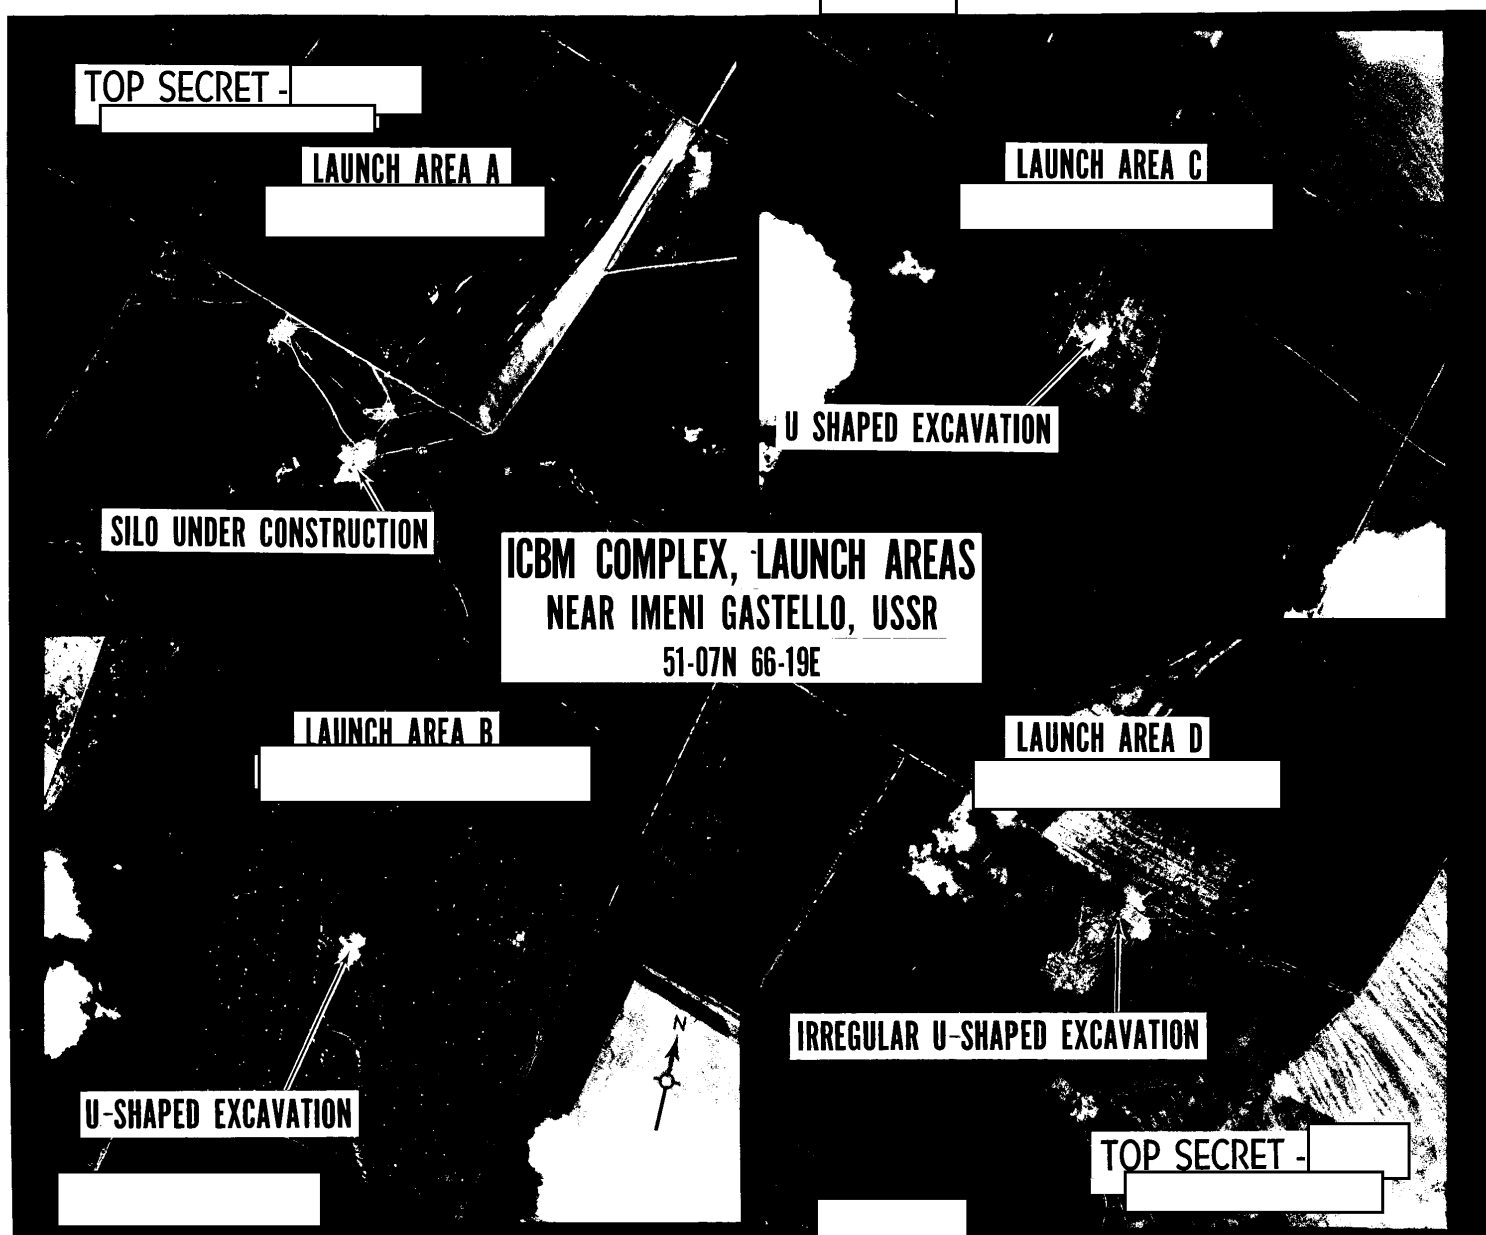 TOP SECRET -
LAUNCH AREA A
SILO UNDER CONSTRUCTION
LAUNCH AREA C
U SHAPED EXCAVATION
ICBM COMPLEX, LAUNCH AREAS
NEAR IMENI GASTELLO, USSR
51-07N 66-19E
LAUNCH AREA B
U-SHAPED EXCAVATION
N
LAUNCH AREA D
IRREGULAR U-SHAPED EXCAVATION
TOP SECRET -